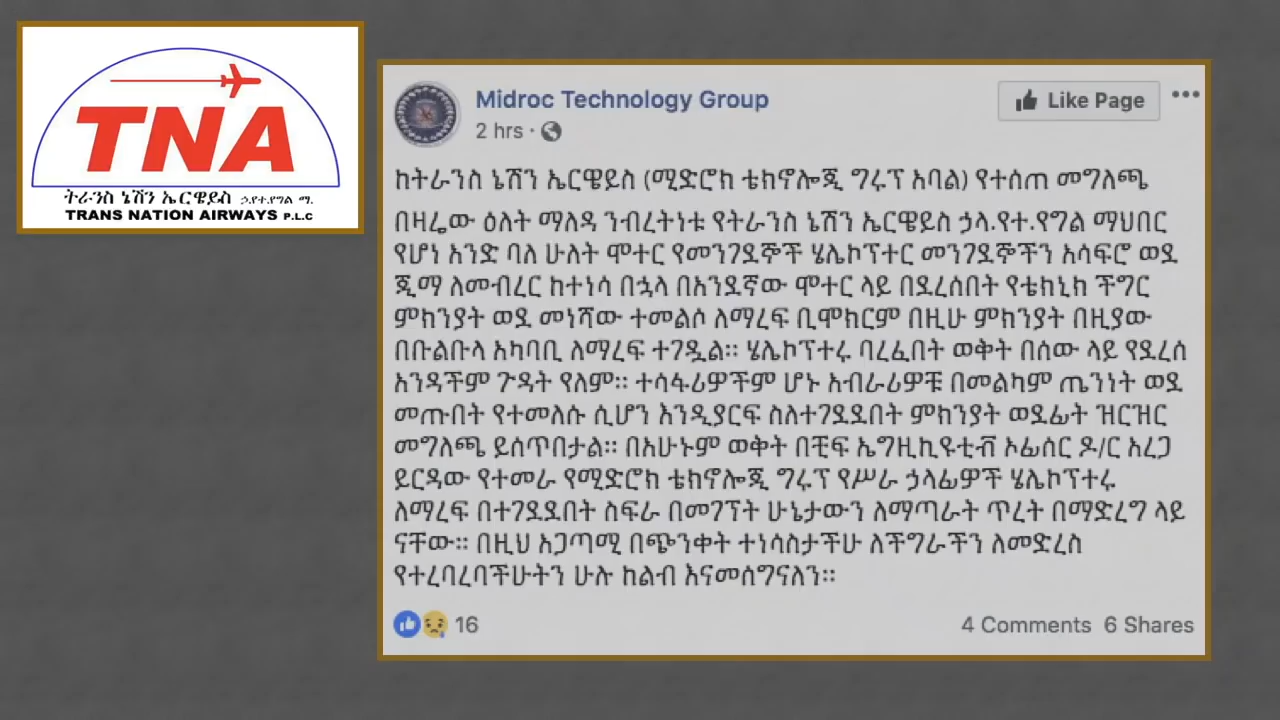 TNA
ትራንስ ኔሽን ኤርዌይስ ኃ.የተ.የግል ማ.
TRANS NATION AIRWAYS P.L.C
Midroc Technology Group
2 hrs ·
Like Page
ከትራንስ ኔሽን ኤርዌይስ (ሚድሮክ ቴክኖሎጂ ግሩፕ አባል) የተሰጠ መግለጫ
በዛሬው ዕለት ማለዳ ንብረትነቱ የትራንስ ኔሽን ኤርዌይስ ኃላ.የተ.የግል ማህበር
የሆነ አንድ ባለ ሁለት ሞተር የመንገደኞች ሄሊኮፕተር መንገደኞችን አሳፍሮ ወደ
ጂማ ለመብረር ከተነሳ በኋላ በአንደኛው ሞተር ላይ በደረሰበት የቴክኒክ ችግር
ምክንያት ወደ መነሻው ተመልሶ ለማረፍ ቢሞክርም በዚሁ ምክንያት በዚያው
በቡልቡላ አካባቢ ለማረፍ ተገዷል። ሄሊኮፕተሩ ባረፈበት ወቅት በሰው ላይ የደረሰ
አንዳችም ጉዳት የለም። ተሳፋሪዎችም ሆኑ አብራሪዎቹ በመልካም ጤንነት ወደ
መጡበት የተመለሱ ሲሆን እንዲያርፍ ስለተገደደበት ምክንያት ወደፊት ዝርዝር
መግለጫ ይሰጥበታል። በአሁኑም ወቅት በቺፍ ኤግዚኪዩቲቭ ኦፊሰር ዶ/ር አረጋ
ይርዳው የተመራ የሚድሮክ ቴክኖሎጂ ግሩፕ የሥራ ኃላፊዎች ሄሊኮፕተሩ
ለማረፍ በተገደደበት ስፍራ በመገኘት ሁኔታውን ለማጣራት ጥረት በማድረግ ላይ
ናቸው። በዚህ አጋጣሚ በጭንቀት ተነሳስታችሁ ለችግራችን ለመድረስ
የተረባረባችሁትን ሁሉ ከልብ እናመሰግናለን።
16
4 Comments 6 Shares